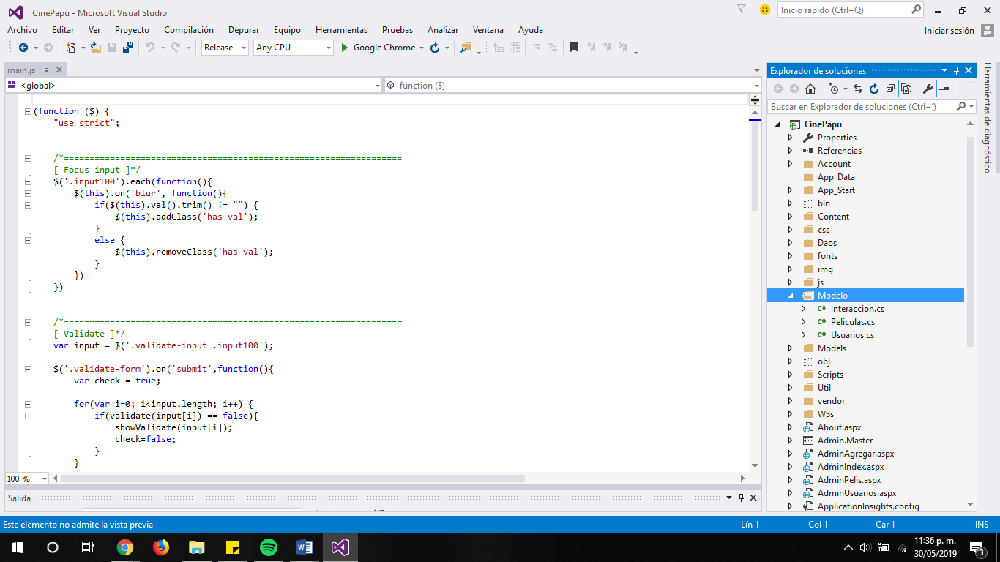 CinePapu - Microsoft Visual Studio
Inicio rápido (Ctrl+Q)
Archivo Editar Ver Proyecto Compilación Depurar Equipo Herramientas Pruebas Analizar Ventana Ayuda
Iniciar sesión
Release Any CPU Google Chrome
main.js
<global> function ($)
(function ($) {
"use strict";
/*==================================================================
[ Focus input ]*/
$('.input100').each(function(){
$(this).on('blur', function(){
if($(this).val().trim() != "") {
$(this).addClass('has-val');
}
else {
$(this).removeClass('has-val');
}
})
})
/*==================================================================
[ Validate ]*/
var input = $('.validate-input .input100');
$('.validate-form').on('submit',function(){
var check = true;
for(var i=0; i<input.length; i++) {
if(validate(input[i]) == false){
showValidate(input[i]);
check=false;
}
}
100 %
Salida
Explorador de soluciones
Buscar en Explorador de soluciones (Ctrl+´)
CinePapu
Properties
Referencias
Account
App_Data
App_Start
bin
Content
css
Daos
fonts
img
js
Modelo
C# Interaccion.cs
C# Peliculas.cs
C# Usuarios.cs
Models
obj
Scripts
Util
vendor
WSs
About.aspx
Admin.Master
AdminAgregar.aspx
AdminIndex.aspx
AdminPelis.aspx
AdminUsuarios.aspx
ApplicationInsights.config
Herramientas de diagnóstico
Este elemento no admite la vista previa
Lín 1 Col 1 Car 1 INS
11:36 p. m.
30/05/2019
3